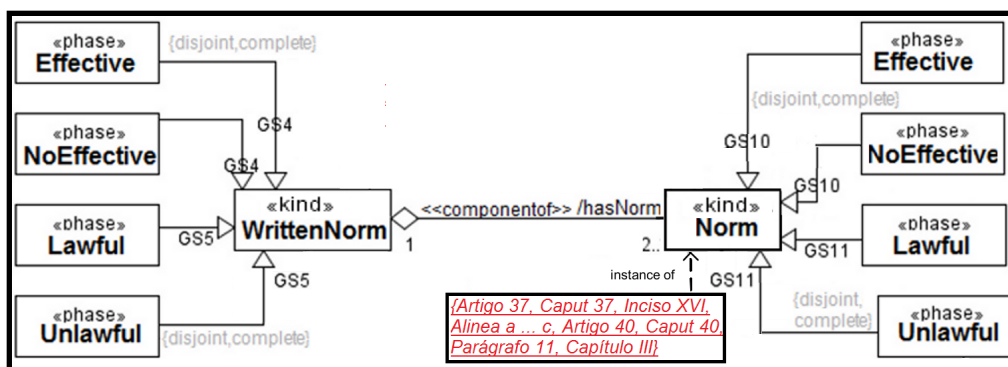 «phase»
Effective
{disjoint,complete}
GS4
«phase»
NoEffective
GS4
«phase»
Lawful
GS5
«phase»
Unlawful
GS5
{disjoint,complete}
«kind»
WrittenNorm
<<componentof>> /hasNorm
1
2..
«kind»
Norm
instance of
{Artigo 37, Caput 37, Inciso XVI,
Alinea a ... c, Artigo 40, Caput 40,
Parágrafo 11, Capítulo III}
«phase»
Effective
{disjoint,complete}
GS10
«phase»
NoEffective
GS10
«phase»
Lawful
GS11
GS11
{disjoint,
complete}
«phase»
Unlawful